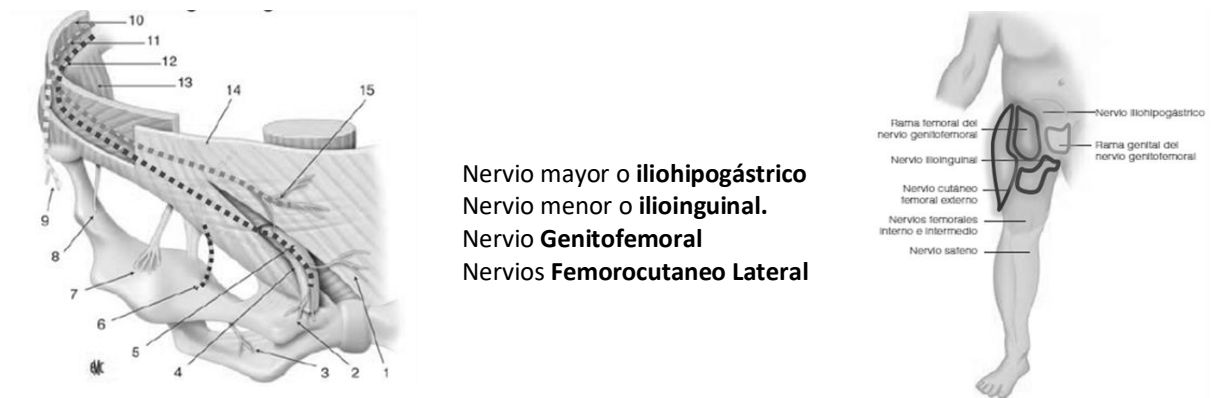 10
11
12
13
14
15
9
8
7
6
5
4
3
2
1
Nervio mayor o iliohipogástrico
Nervio menor o ilioinguinal.
Nervio Genitofemoral
Nervios Femorocutaneo Lateral
Rama femoral del
nervio genitofemoral
Nervio ilioinguinal
Nervio cutáneo
femoral externo
Nervios femorales
interno e intermedio
Nervio safeno
Nervio iliohipogástrico
Rama genital del
nervio genitofemoral